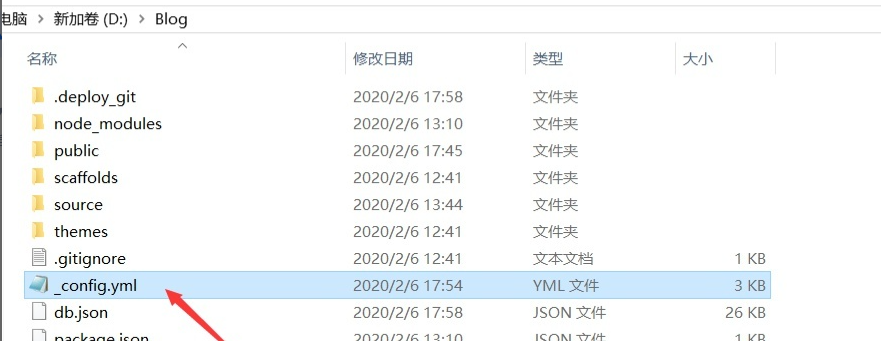 电脑 > 新加卷 (D:) > Blog
名称 修改日期 类型 大小
.deploy_git 2020/2/6 17:58 文件夹
node_modules 2020/2/6 13:10 文件夹
public 2020/2/6 17:45 文件夹
scaffolds 2020/2/6 12:41 文件夹
source 2020/2/6 13:44 文件夹
themes 2020/2/6 12:41 文件夹
.gitignore 2020/2/6 12:41 文本文档 1 KB
_config.yml 2020/2/6 17:54 YML 文件 3 KB
db.json 2020/2/6 17:58 JSON 文件 26 KB
package.json 2020/2/6 13:10 JSON 文件 1 KB